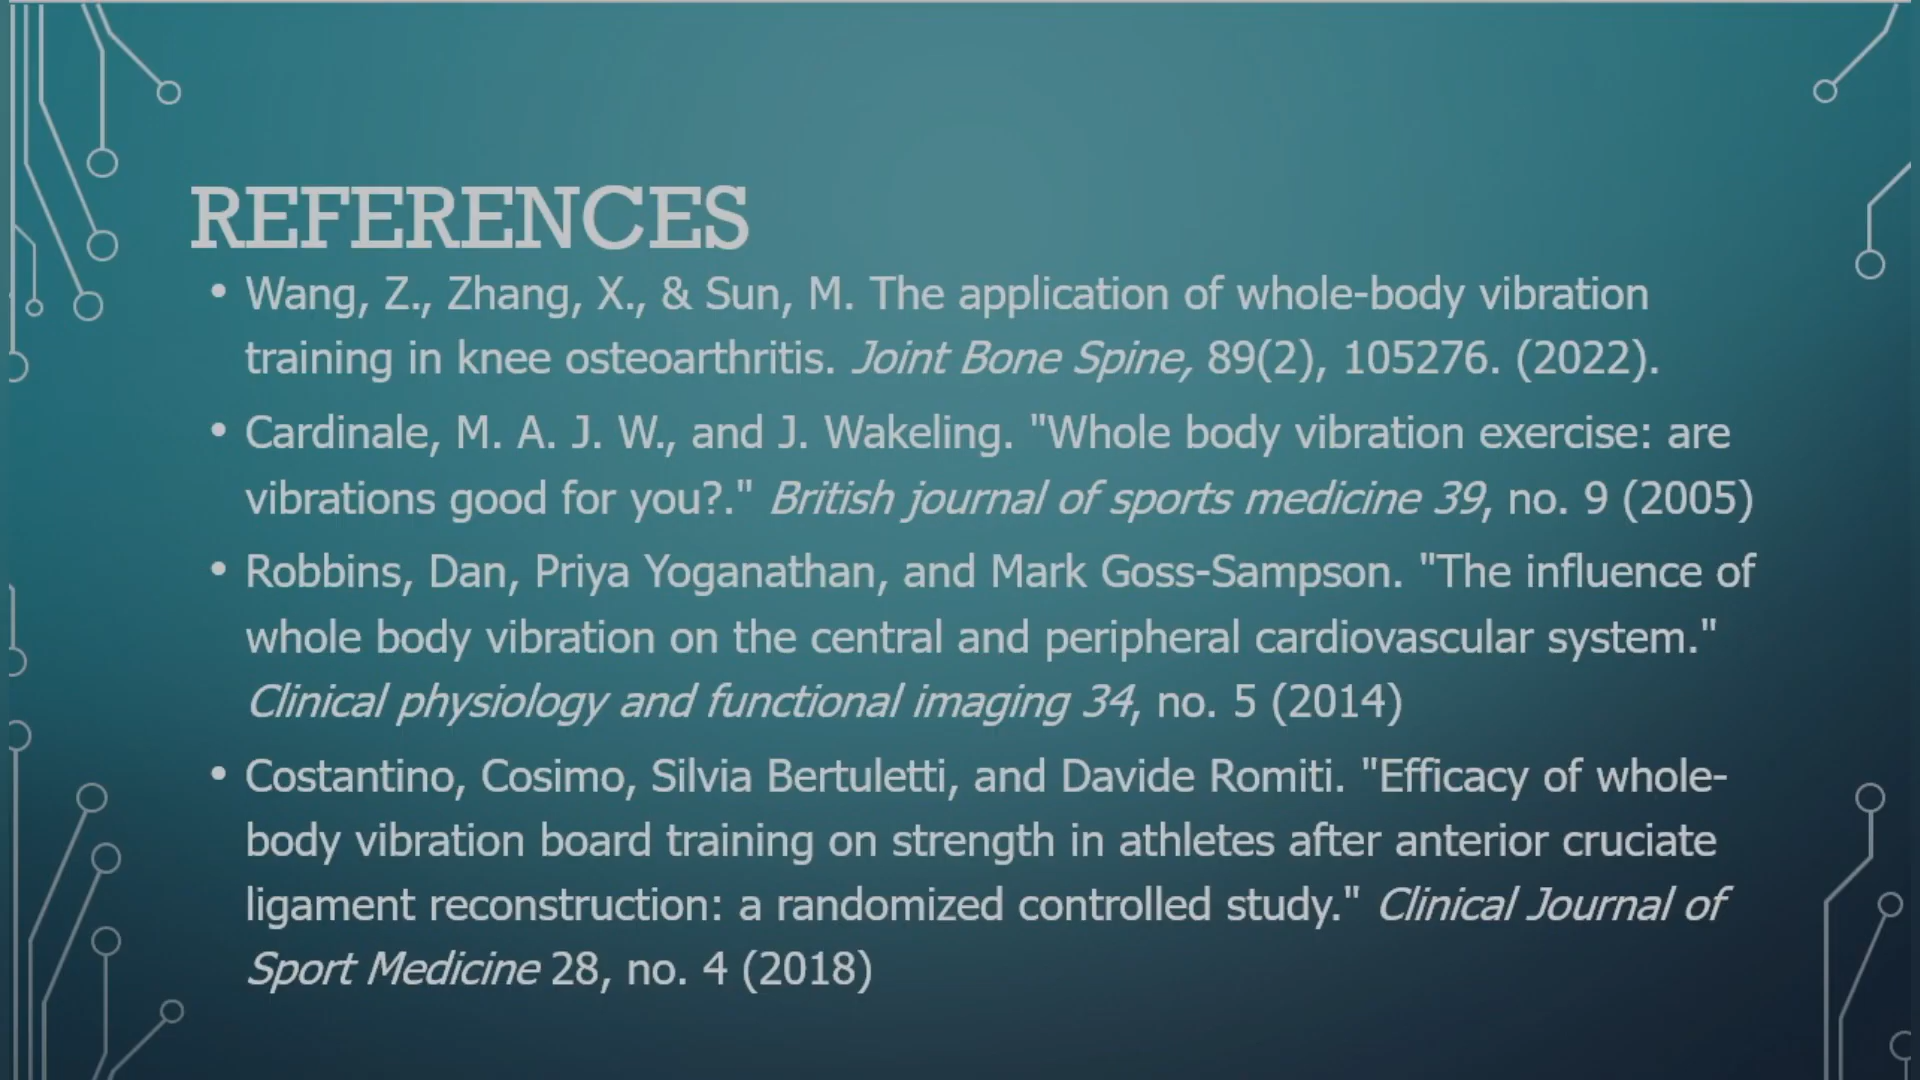 REFERENCES
• Wang, Z., Zhang, X., & Sun, M. The application of whole-body vibration
training in knee osteoarthritis. Joint Bone Spine, 89(2), 105276. (2022).
• Cardinale, M. A. J. W., and J. Wakeling. "Whole body vibration exercise: are
vibrations good for you?." British journal of sports medicine 39, no. 9 (2005)
• Robbins, Dan, Priya Yoganathan, and Mark Goss-Sampson. "The influence of
whole body vibration on the central and peripheral cardiovascular system."
Clinical physiology and functional imaging 34, no. 5 (2014)
• Costantino, Cosimo, Silvia Bertuletti, and Davide Romiti. "Efficacy of whole-
body vibration board training on strength in athletes after anterior cruciate
ligament reconstruction: a randomized controlled study." Clinical Journal of
Sport Medicine 28, no. 4 (2018)